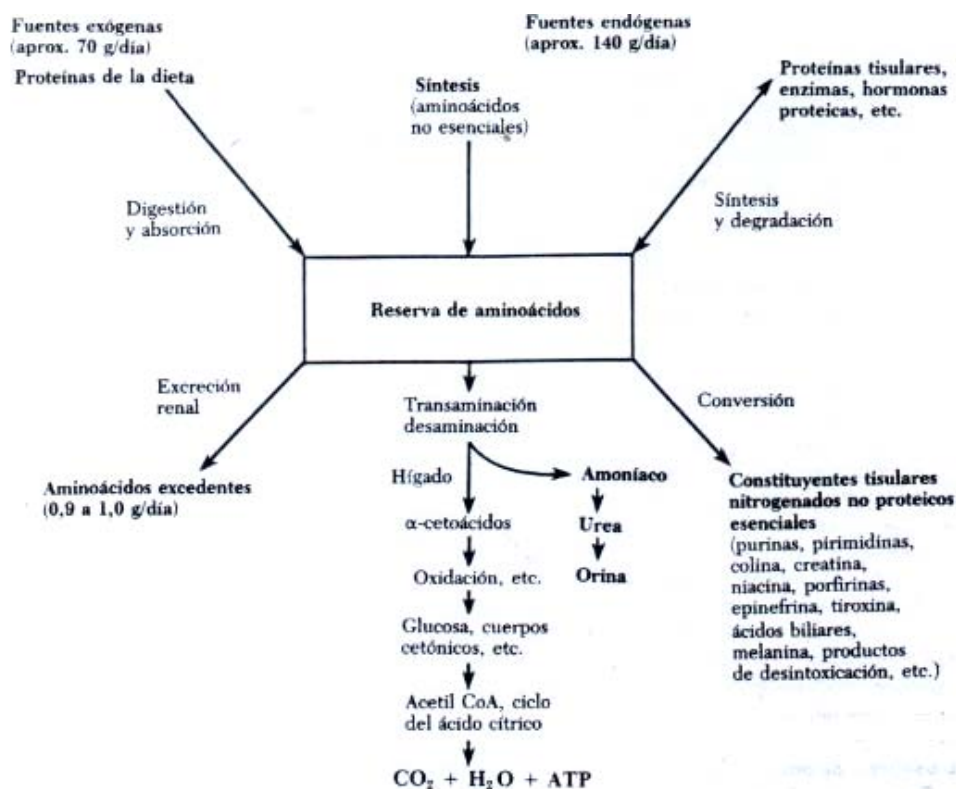 Fuentes exógenas
(aprox. 70 g/día)
Proteínas de la dieta
Fuentes endógenas
(aprox. 140 g/día)
Síntesis
(aminoácidos
no esenciales)
Proteínas tisulares,
enzimas, hormonas
proteicas, etc.
Digestión
y absorción
Síntesis
y degradación
Reserva de aminoácidos
Excreción
renal
Transaminación
desaminación
Conversión
Aminoácidos excedentes
(0,9 a 1,0 g/día)
Hígado
Amoníaco
Urea
Orina
α-cetoácidos
Oxidación, etc.
Glucosa, cuerpos
cetónicos, etc.
Acetil CoA, ciclo
del ácido cítrico
CO₂ + H₂O + ATP
Constituyentes tisulares
nitrogenados no proteicos
esenciales
(purinas, pirimidinas,
colina, creatina,
niacina, porfirinas,
epinefrina, tiroxina,
ácidos biliares,
melanina, productos
de desintoxicación, etc.)